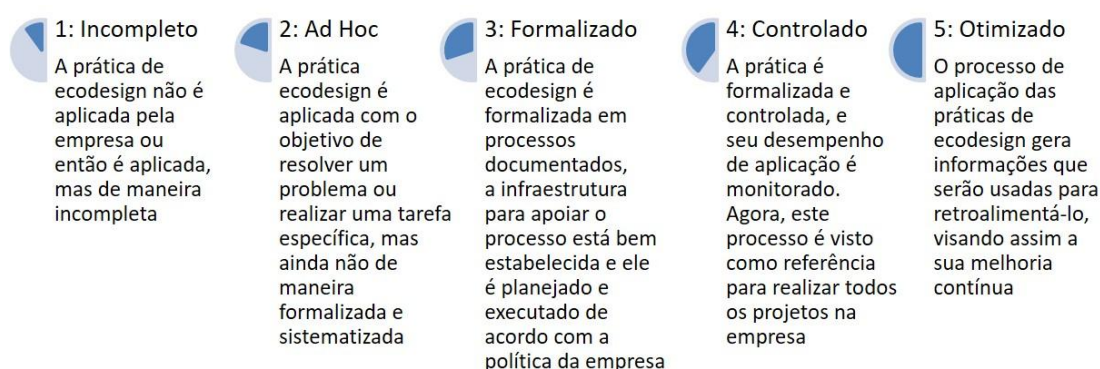 1: Incompleto
A prática de
ecodesign não é
aplicada pela
empresa ou
então é aplicada,
mas de maneira
incompleta
2: Ad Hoc
A prática
ecodesign é
aplicada com o
objetivo de
resolver um
problema ou
realizar uma tarefa
específica, mas
ainda não de
maneira
formalizada e
sistematizada
3: Formalizado
A prática de
ecodesign é
formalizada em
processos
documentados,
a infraestrutura
para apoiar o
processo está bem
estabelecida e ele
é planejado e
executado de
acordo com a
política da empresa
4: Controlado
A prática é
formalizada e
controlada, e
seu desempenho
de aplicação é
monitorado.
Agora, este
processo é visto
como referência
para realizar todos
os projetos na
empresa
5: Otimizado
O processo de
aplicação das
práticas de
ecodesign gera
informações que
serão usadas para
retroalimentá-lo,
visando assim a
sua melhoria
contínua